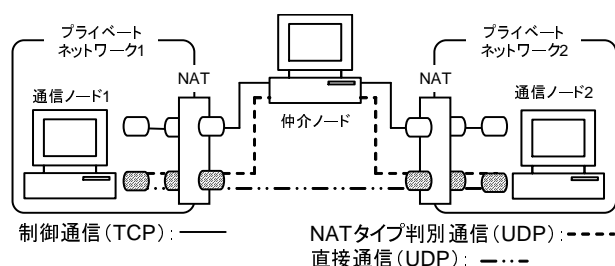 プライベート
ネットワーク1
NAT
通信ノード1
仲介ノード
プライベート
ネットワーク2
NAT
通信ノード2
制御通信(TCP):
NATタイプ判別通信(UDP):
直接通信(UDP):